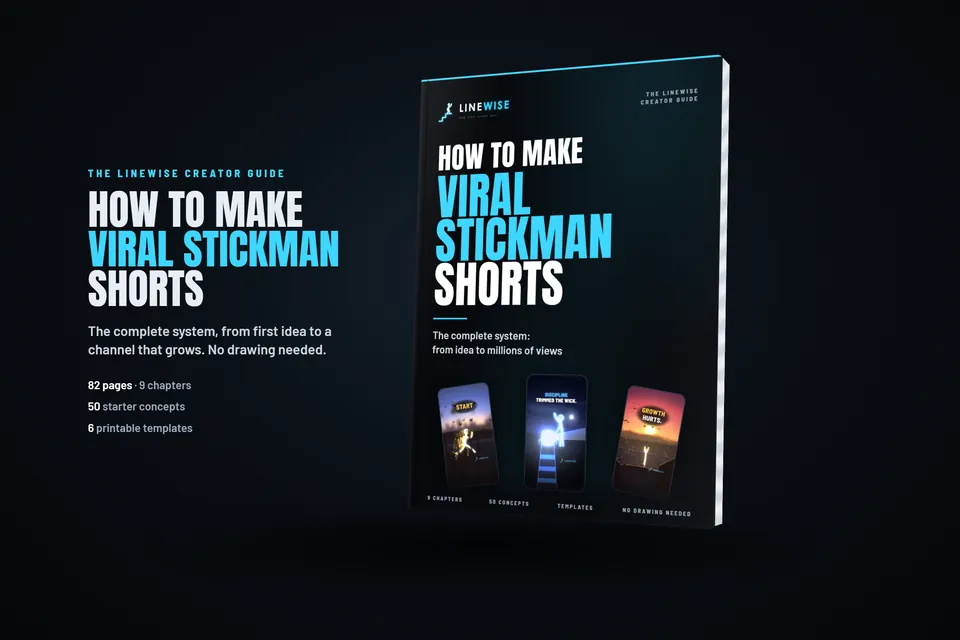 THE LINEWISE CREATOR GUIDE
HOW TO MAKE
VIRAL STICKMAN
SHORTS
The complete system, from first idea to a
channel that grows. No drawing needed.
82 pages · 9 chapters
50 starter concepts
6 printable templates
LINEWISE
THE LINEWISE
CREATOR GUIDE
HOW TO MAKE
VIRAL
STICKMAN
SHORTS
The complete system:
from idea to millions of views
START
DISCIPLINE
TRIMMED THE WICK.
GROWTH
HURTS.
9 CHAPTERS
50 CONCEPTS
TEMPLATES
NO DRAWING NEEDED